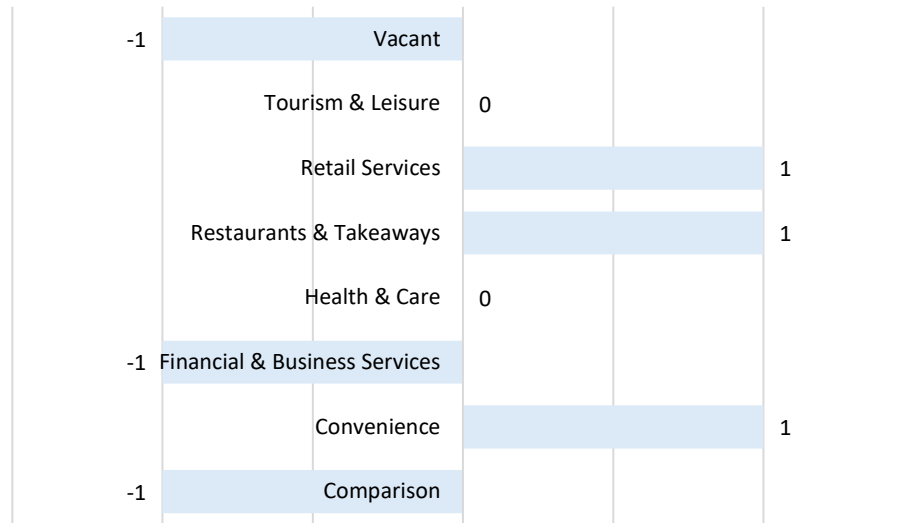 -1 Vacant
Tourism & Leisure 0
Retail Services 1
Restaurants & Takeaways 1
Health & Care 0
-1 Financial & Business Services
Convenience 1
-1 Comparison